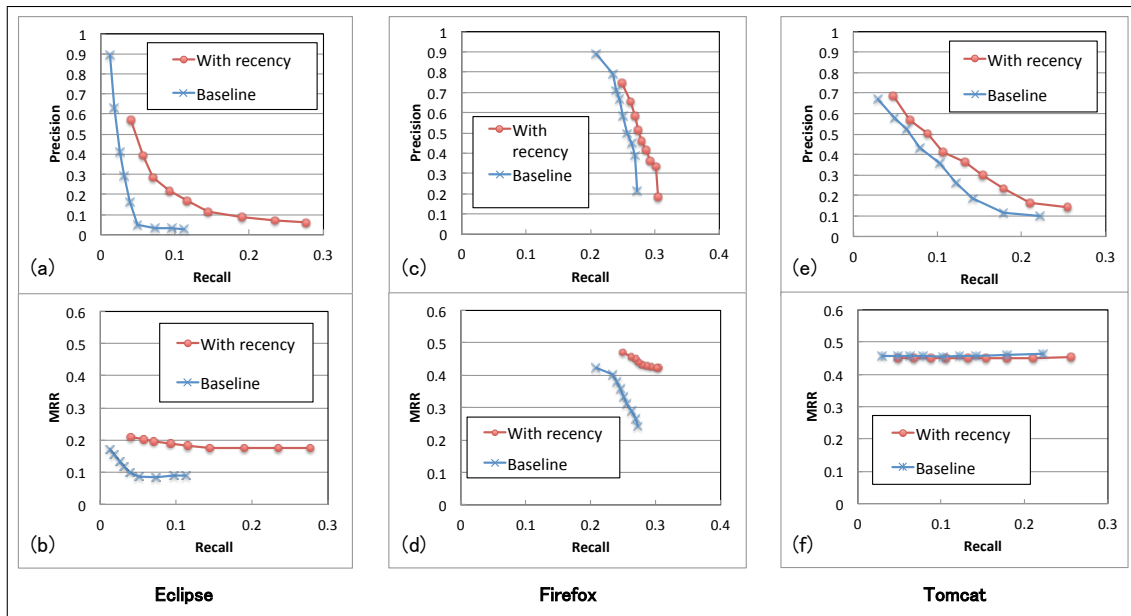 1
0.9
0.8
0.7
0.6
0.5
0.4
0.3
0.2
0.1
0
Precision
With recency
Baseline
0 0.1 0.2 0.3
Recall
(a)
1
0.9
0.8
0.7
0.6
0.5
0.4
0.3
0.2
0.1
0
Precision
With
recency
Baseline
0 0.1 0.2 0.3 0.4
Recall
(c)
1
0.9
0.8
0.7
0.6
0.5
0.4
0.3
0.2
0.1
0
Precision
With recency
Baseline
0 0.1 0.2 0.3
Recall
(e)
0.6
0.5
0.4
0.3
0.2
0.1
0
MRR
With recency
Baseline
0 0.1 0.2 0.3
Recall
(b)
0.6
0.5
0.4
0.3
0.2
0.1
0
MRR
With recency
Baseline
0 0.1 0.2 0.3 0.4
Recall
(d)
0.6
0.5
0.4
0.3
0.2
0.1
0
MRR
With recency
Baseline
0 0.1 0.2 0.3
Recall
(f)
Eclipse
Firefox
Tomcat